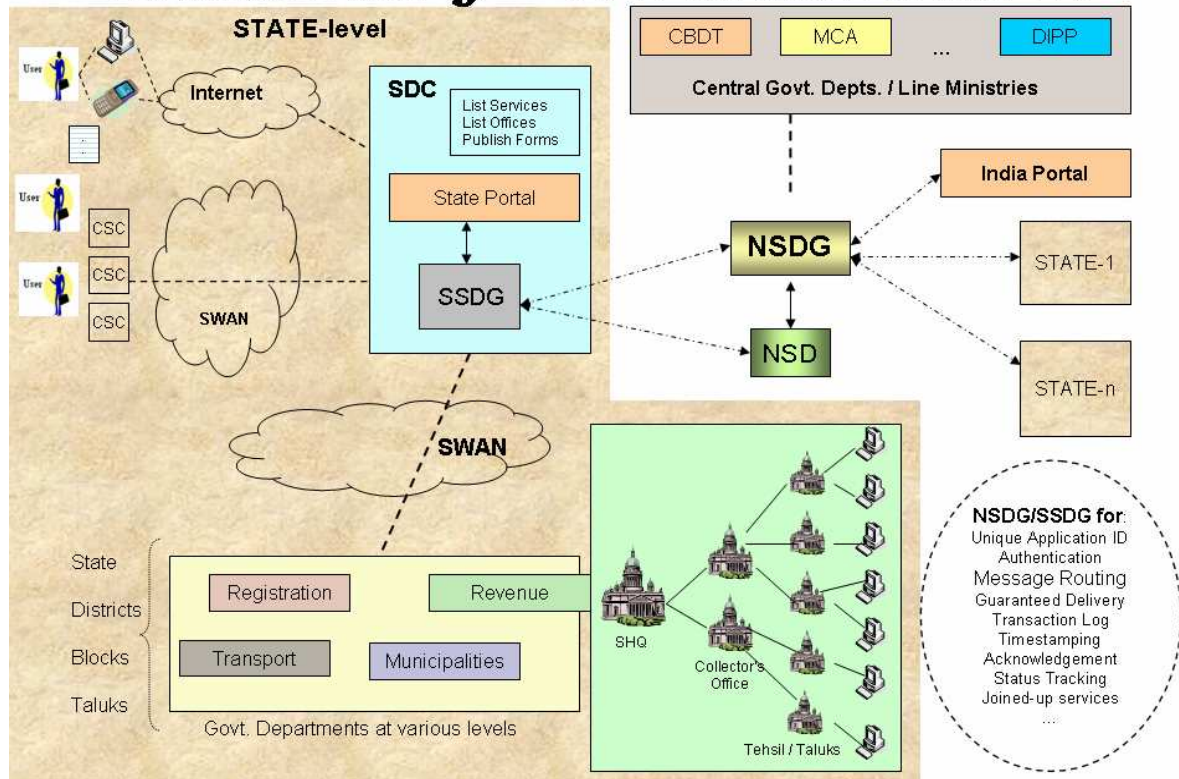 STATE-level
User
Internet
User
CSC
CSC
User
CSC
SWAN
SDC
List Services
List Offices
Publish Forms
State Portal
SSDG
CBDT
MCA
...
DIPP
Central Govt. Depts. / Line Ministries
India Portal
NSDG
STATE-1
NSD
STATE-n
SWAN
State
Districts
Blocks
Taluks
Registration
Revenue
Transport
Municipalities
Govt. Departments at various levels
SHQ
Collector's
Office
Tehsil / Taluks
NSDG/SSDG for:
Unique Application ID
Authentication
Message Routing
Guaranteed Delivery
Transaction Log
Timestamping
Acknowledgement
Status Tracking
Joined-up services
...